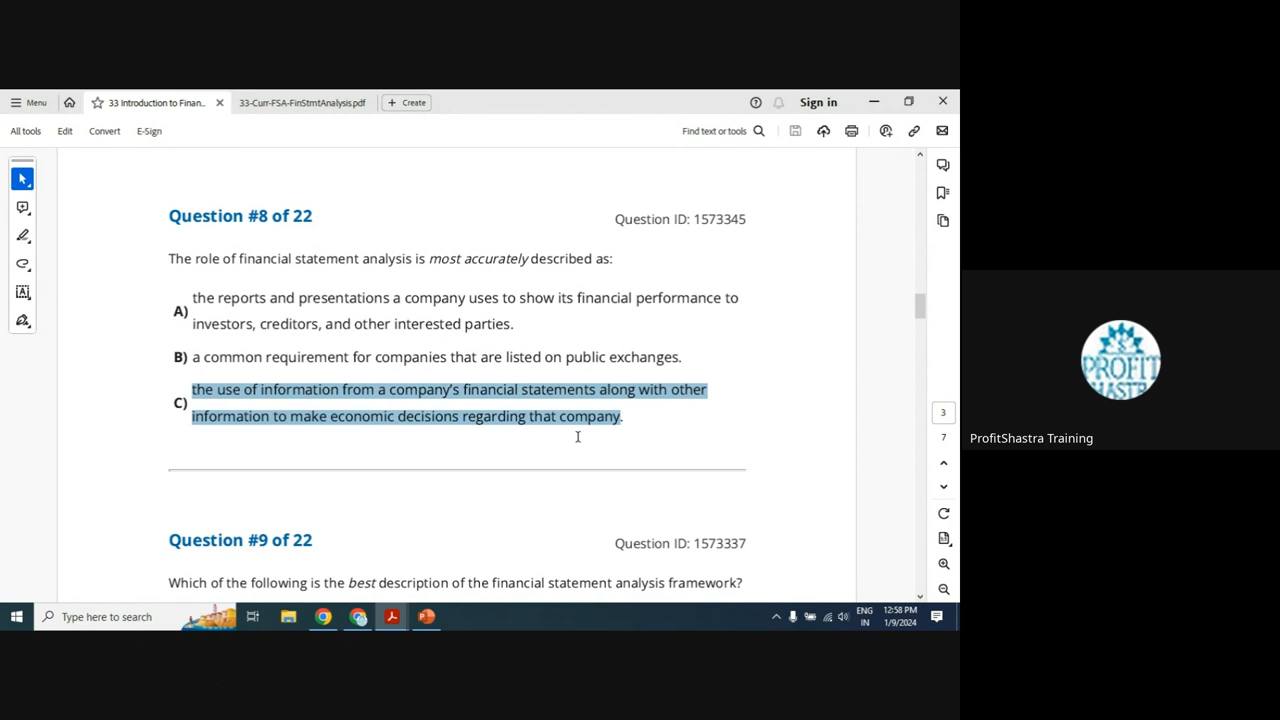 Menu
33 Introduction to Finan...
33-Curr-FSA-FinStmtAnalysis.pdf
Create
Sign in
All tools
Edit
Convert
E-Sign
Find text or tools
Question #8 of 22
Question ID: 1573345
The role of financial statement analysis is most accurately described as:
A) the reports and presentations a company uses to show its financial performance to
investors, creditors, and other interested parties.
B) a common requirement for companies that are listed on public exchanges.
C) the use of information from a company's financial statements along with other
information to make economic decisions regarding that company.
3
7
Question #9 of 22
Question ID: 1573337
Which of the following is the best description of the financial statement analysis framework?
Type here to search
ENG
IN
12:58 PM
1/9/2024
PROFIT
ProfitShastra Training